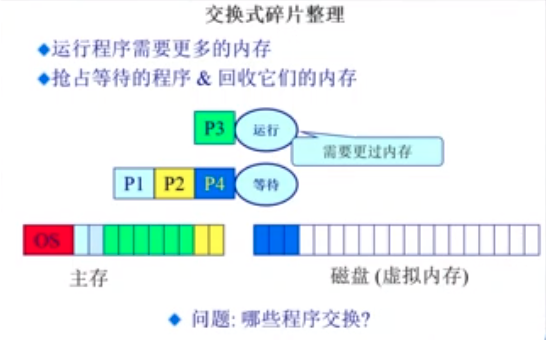 交换式碎片整理
◆运行程序需要更多的内存
◆抢占等待的程序 & 回收它们的内存
P3 运行
需要更过内存
P1 P2 P4 等待
OS
主存 磁盘 (虚拟内存)
◆ 问题: 哪些程序交换?